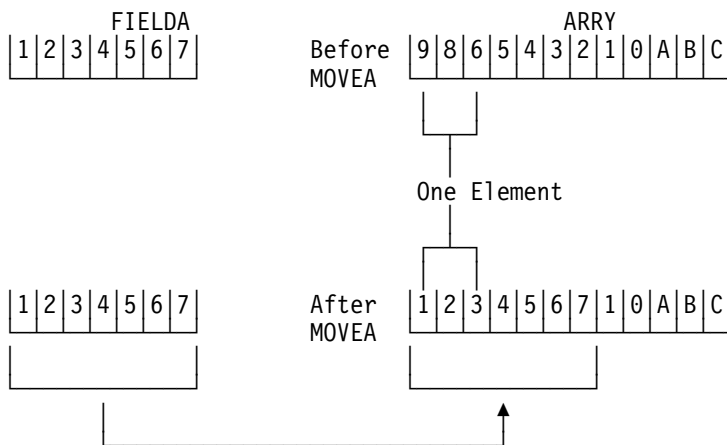 FIELDA ARRY
1 2 3 4 5 6 7 Before 9 8 6 5 4 3 2 1 0 A B C
MOVEA
One Element
1 2 3 4 5 6 7 After 1 2 3 4 5 6 7 1 0 A B C
MOVEA